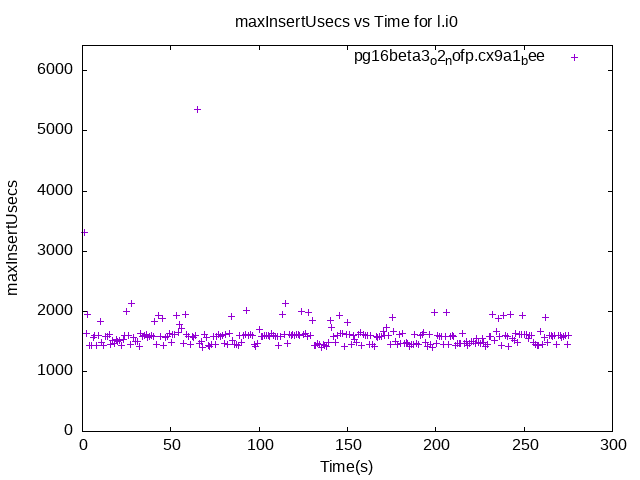 maxInsertUsecs vs Time for l.i0
pg16beta3o2nofp.cx9a1bee
6000
5000
4000
3000
2000
1000
0
maxInsertUsecs
0 50 100 150 200 250 300
Time(s)